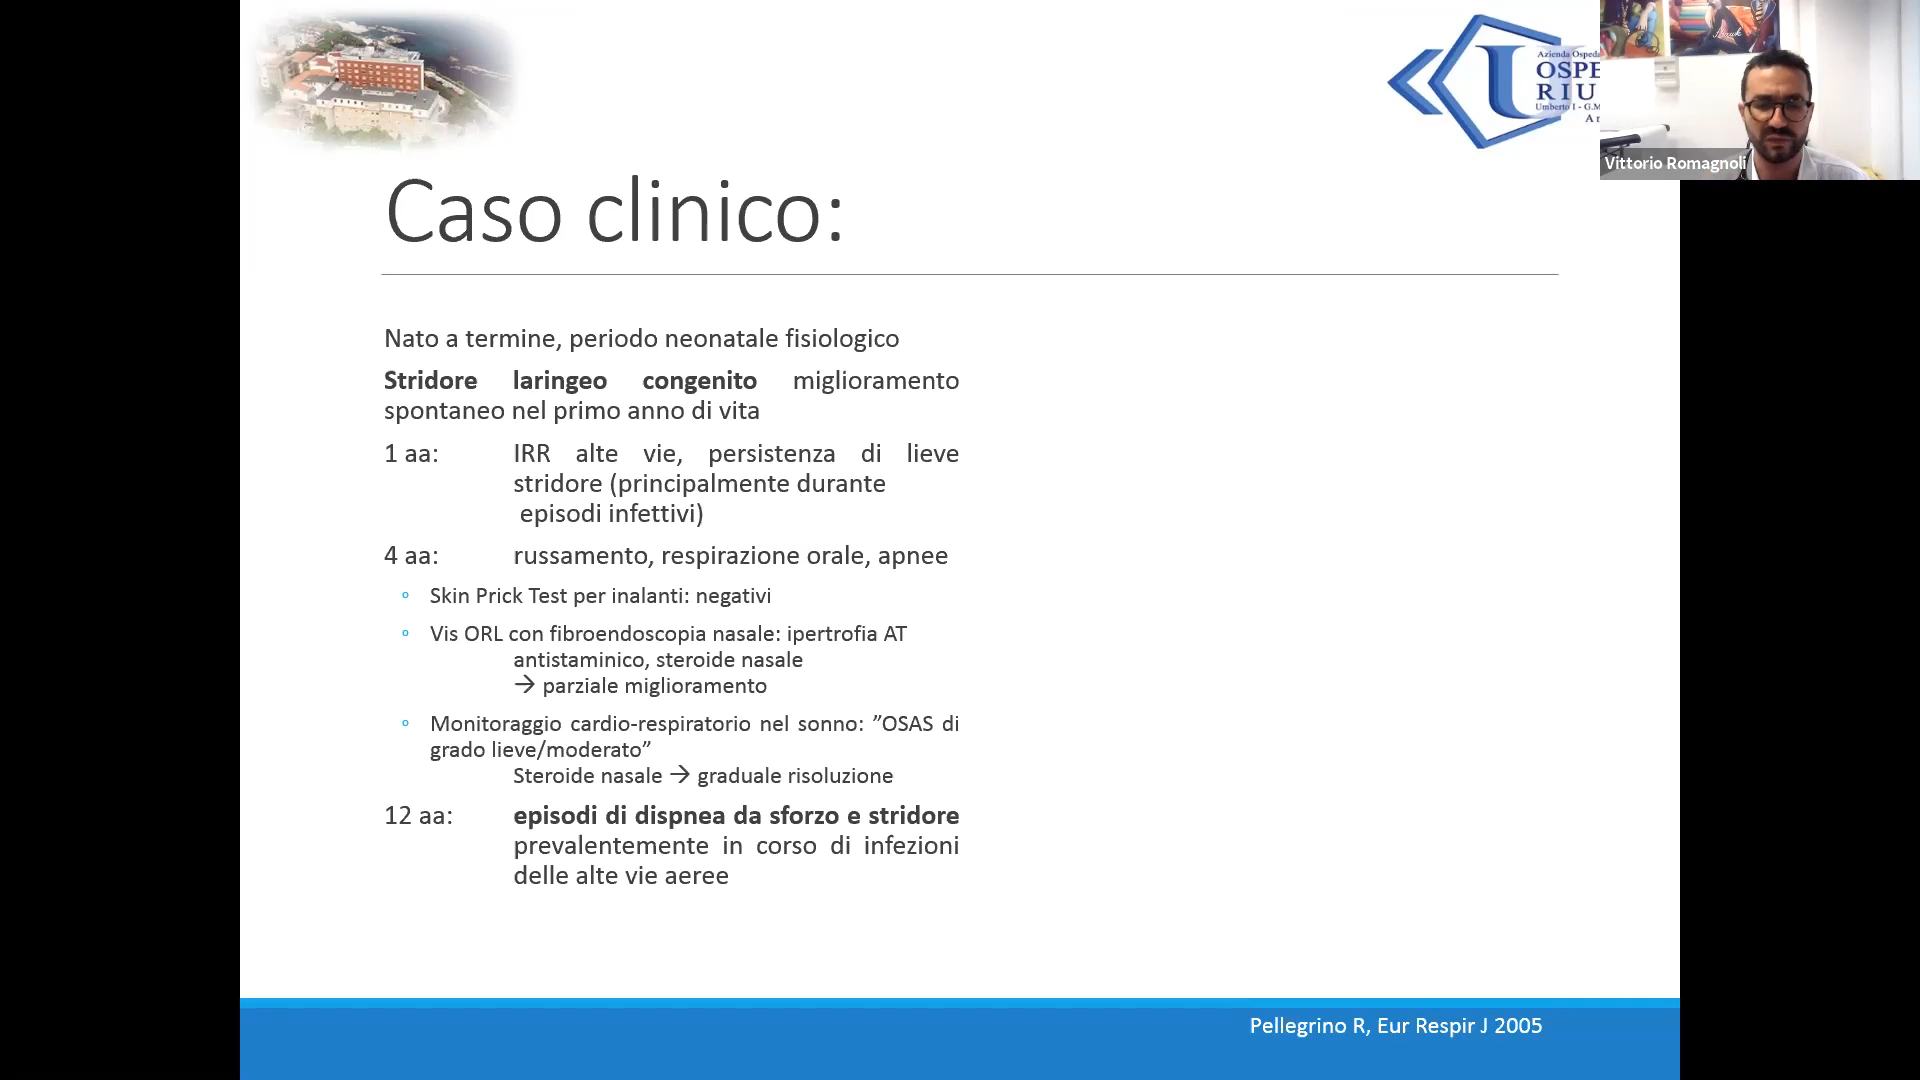 Azienda Ospeda
OSPE
RIU
Umberto I - G.M
An
Vittorio Romagnoli
Caso clinico:
Nato a termine, periodo neonatale fisiologico
Stridore laringeo congenito miglioramento
spontaneo nel primo anno di vita
1 aa: IRR alte vie, persistenza di lieve
stridore (principalmente durante
episodi infettivi)
4 aa: russamento, respirazione orale, apnee
◦ Skin Prick Test per inalanti: negativi
◦ Vis ORL con fibroendoscopia nasale: ipertrofia AT
antistaminico, steroide nasale
→ parziale miglioramento
◦ Monitoraggio cardio-respiratorio nel sonno: ”OSAS di
grado lieve/moderato”
Steroide nasale → graduale risoluzione
12 aa: episodi di dispnea da sforzo e stridore
prevalentemente in corso di infezioni
delle alte vie aeree
Pellegrino R, Eur Respir J 2005